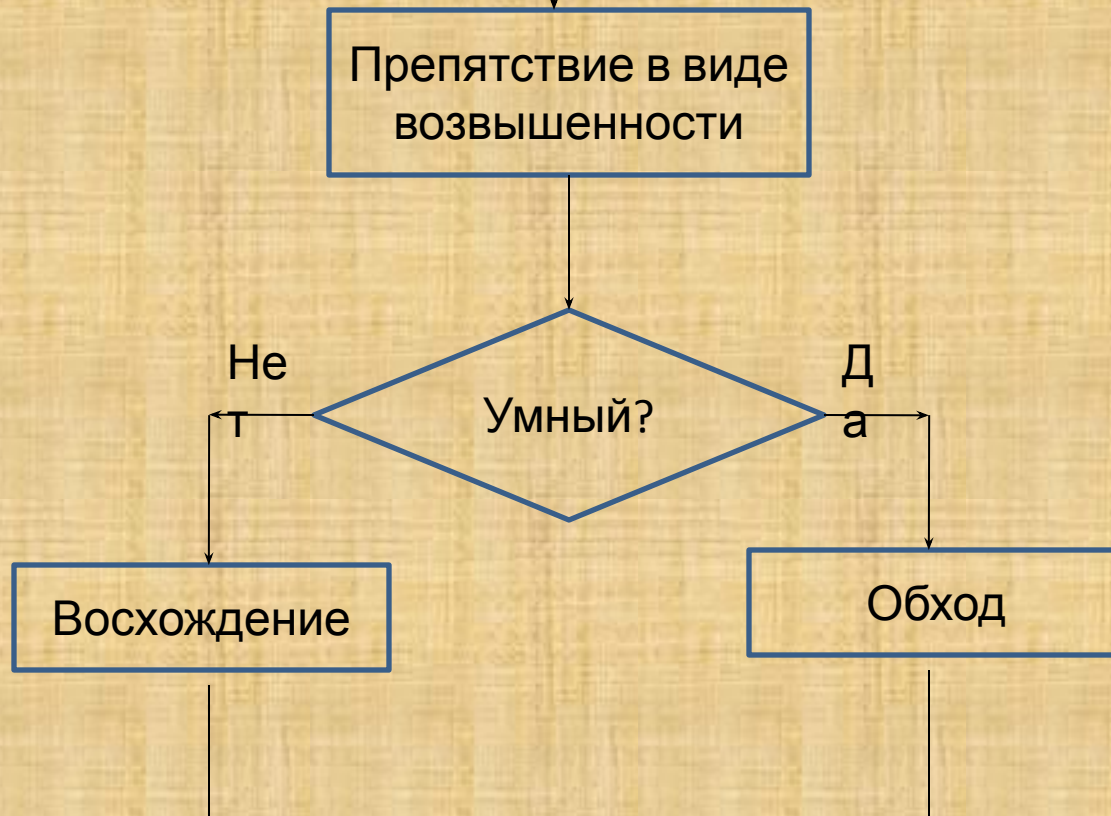 Препятствие в виде
возвышенности
Не
т
Умный?
Д
а
Восхождение
Обход